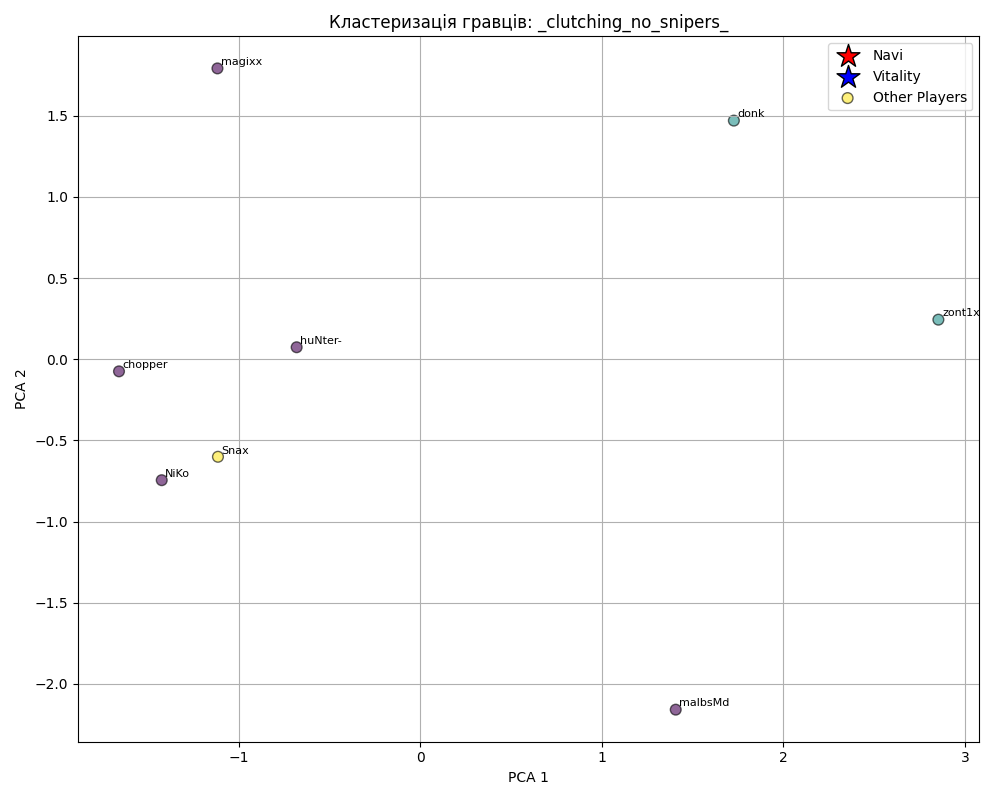 Кластеризація гравців: _clutching_no_snipers_
Navi
Vitality
Other Players
magixx
donk
zont1x
huNter-
chopper
Snax
NiKo
malbsMd
1.5
1.0
0.5
0.0
−0.5
−1.0
−1.5
−2.0
PCA 2
−1
0
1
2
3
PCA 1